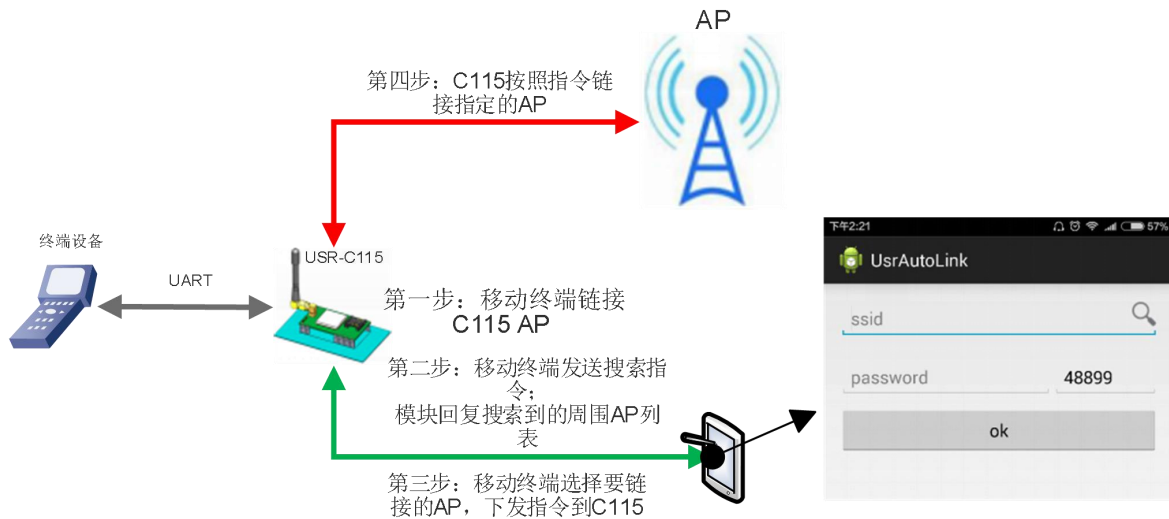 AP
第四步：C115按照指令链
接指定的AP
终端设备
UART
USR-C115
第一步：移动终端链接
C115 AP
第二步：移动终端发送搜索指
令；
模块回复搜索到的周围AP列
表
第三步：移动终端选择要链
接的AP，下发指令到C115
下午2:21
57%
UsrAutoLink
ssid
password
48899
ok